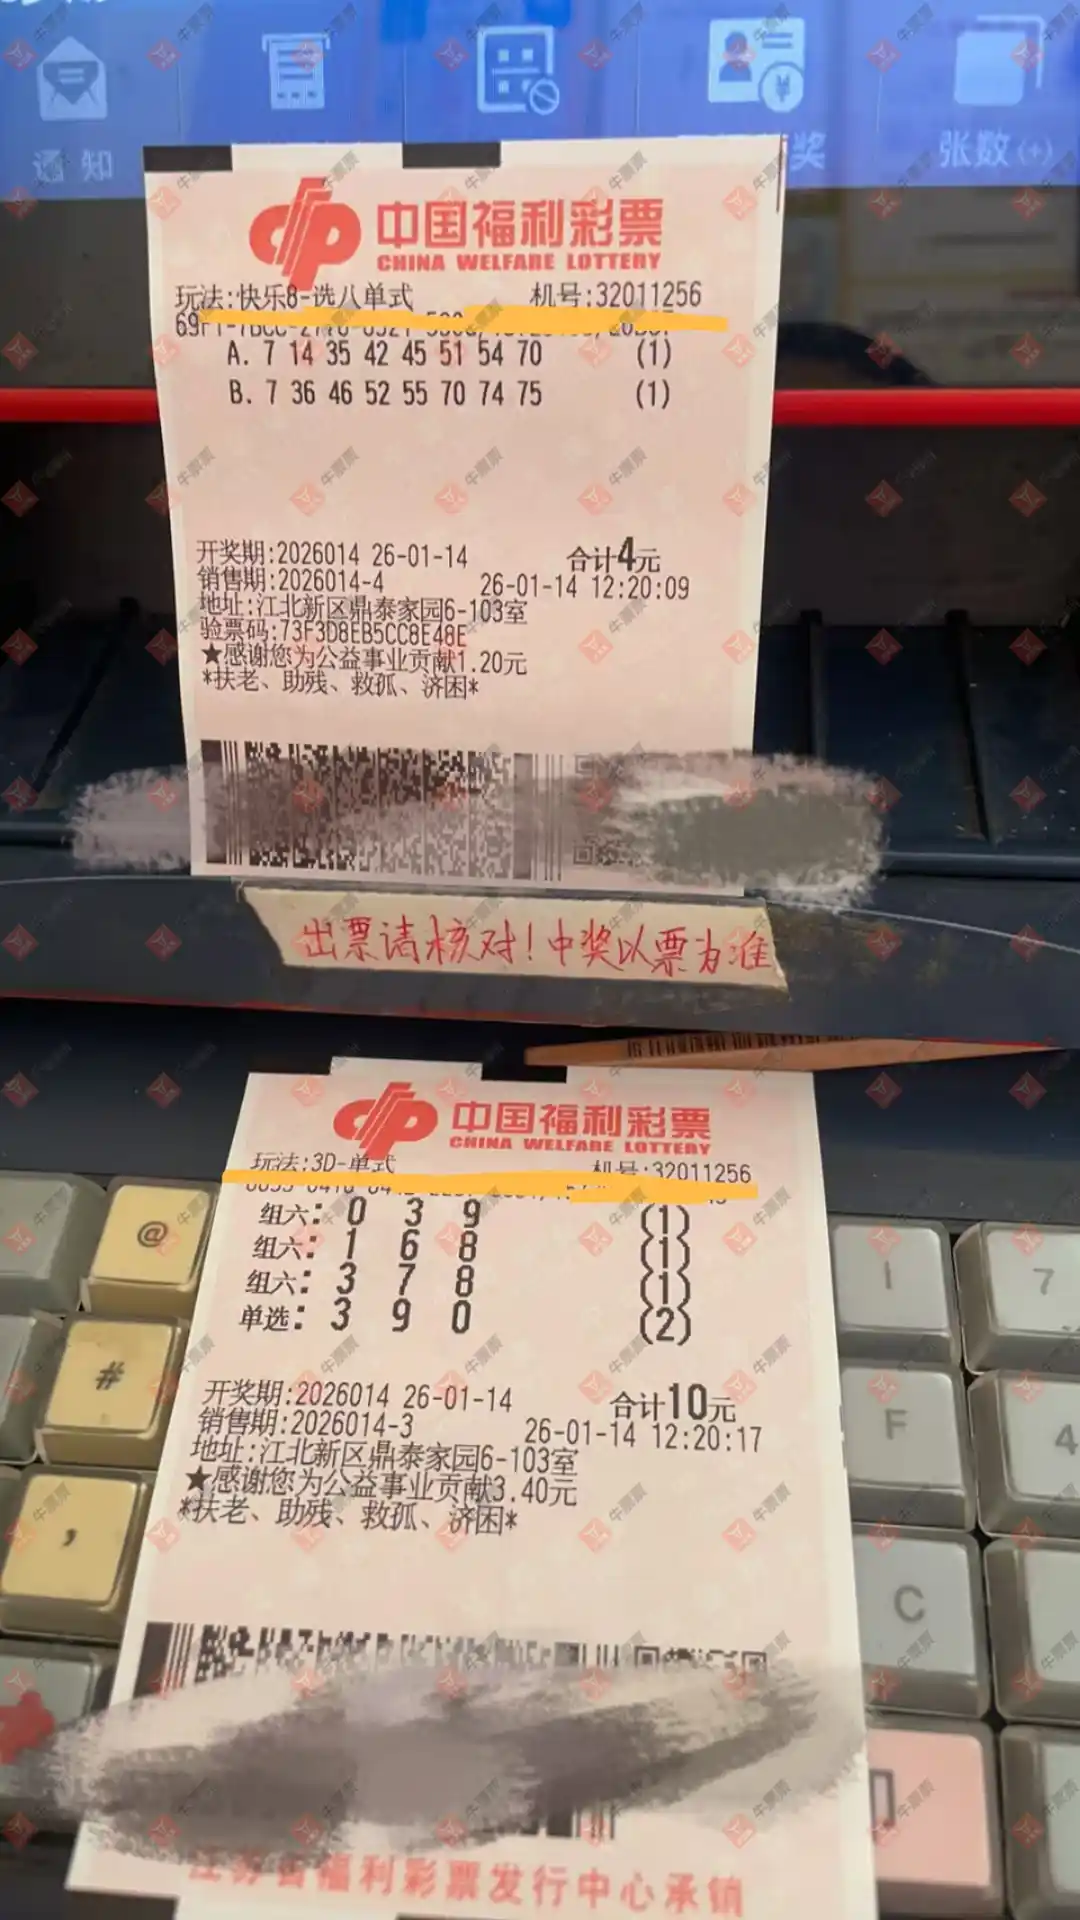 通知
奖
张数(+)
中国福利彩票
CHINA WELFARE LOTTERY
玩法:快乐8-选八单式 机号:32011256
A. 7 14 35 42 45 51 54 70 (1)
B. 7 36 46 52 55 70 74 75 (1)
开奖期:2026014 26-01-14 合计4元
销售期:2026014-4 26-01-14 12:20:09
地址:江北新区鼎泰家园6-103室
验票码:73F3D8EB5CC8E48E
★感谢您为公益事业贡献1.20元
*扶老、助残、救孤、济困*
出票请核对!中奖以票为准
中国福利彩票
CHINA WELFARE LOTTERY
玩法:3D-单式 机号:32011256
组六: 0 3 9 (1)
组六: 1 6 8 (1)
组六: 3 7 8 (1)
单选: 3 9 0 (2)
开奖期:2026014 26-01-14 合计10元
销售期:2026014-3 26-01-14 12:20:17
地址:江北新区鼎泰家园6-103室
★感谢您为公益事业贡献3.40元
*扶老、助残、救孤、济困*
江苏省福利彩票发行中心承销
@
#
,
I
7
F
4
C
牛票票